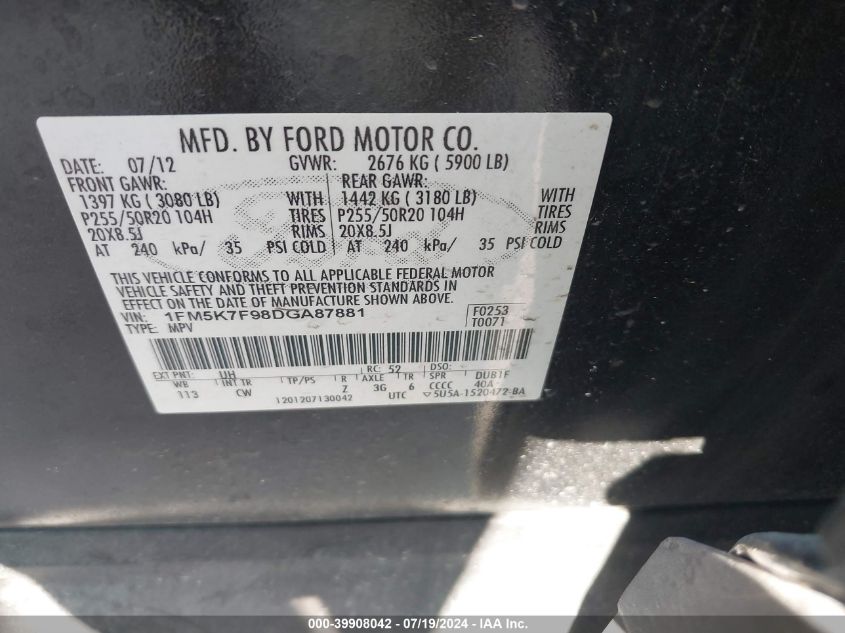 MFD. BY FORD MOTOR CO.
DATE: 07/12 GVWR: 2676 KG ( 5900 LB)
FRONT GAWR: REAR GAWR:
1397 KG ( 3080 LB) WITH 1442 KG ( 3180 LB) WITH
P255/50R20 104H TIRES P255/50R20 104H TIRES
20X8.5J RIMS 20X8.5J RIMS
AT 240 kPa/ 35 PSI COLD AT 240 kPa/ 35 PSI COLD
THIS VEHICLE CONFORMS TO ALL APPLICABLE FEDERAL MOTOR
VEHICLE SAFETY AND THEFT PREVENTION STANDARDS IN
EFFECT ON THE DATE OF MANUFACTURE SHOWN ABOVE.
VIN: 1FM5K7F98DGA87881 F0253
TYPE: MPV T0071
EXT PNT: UH RC: 52 DSO:
WB INT TR TP/PS R AXLE TR SPR DUB1F
113 CW Z 3G 6 CCCC 40A
1201207130042 UTC ▽5U5A-1520472-BA
000-39908042 - 07/19/2024 - IAA Inc.